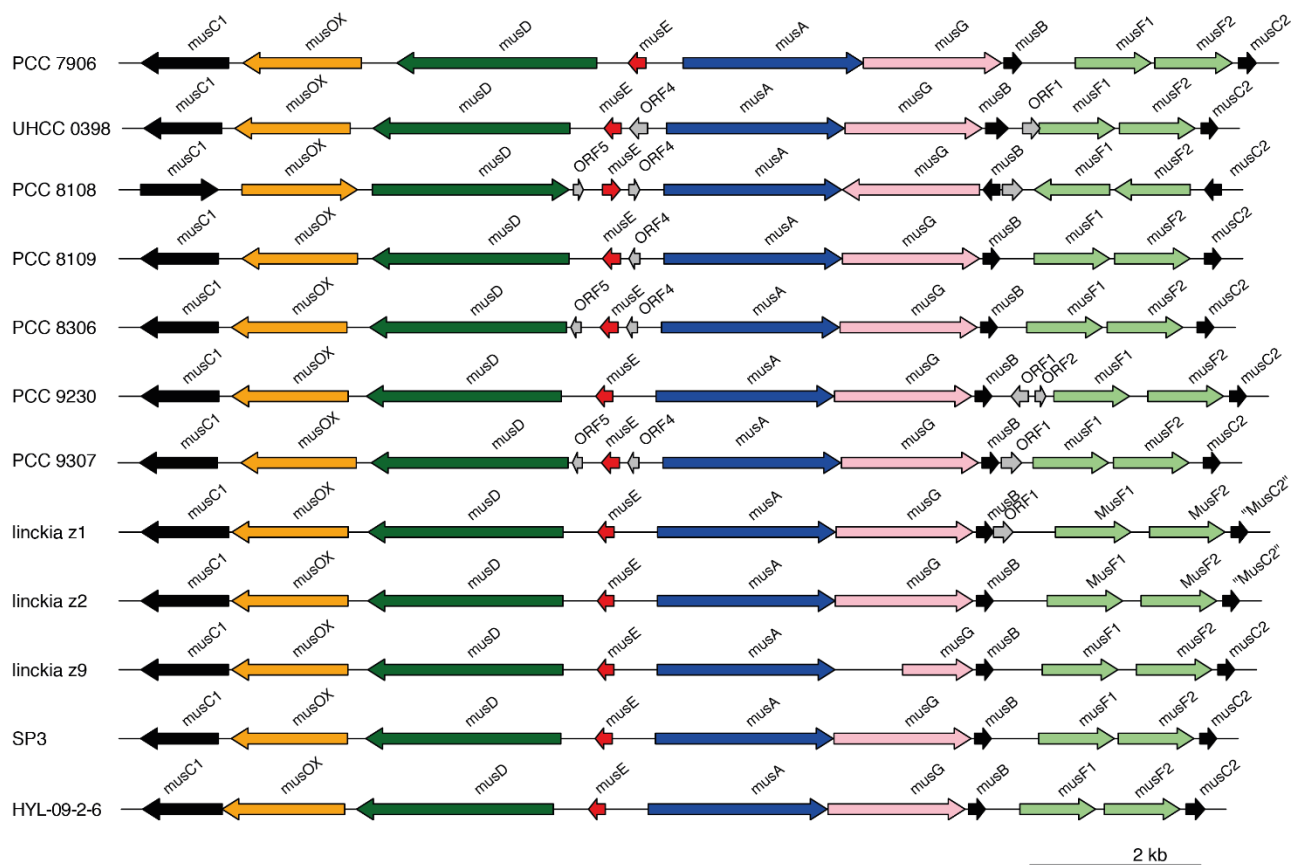 musC1 musOX musD musE musA musG musB musF1 musF2 musC2
PCC 7906
musC1 musOX musD musE ORF4 musA musG musB ORF1 musF1 musF2 musC2
UHCC 0398
musC1 musOX musD ORF5 musE ORF4 musA musG musB musF1 musF2 musC2
PCC 8108
musC1 musOX musD musE ORF4 musA musG musB musF1 musF2 musC2
PCC 8109
musC1 musOX musD ORF5 musE ORF4 musA musG musB musF1 musF2 musC2
PCC 8306
musC1 musOX musD musE musA musG musB ORF1 ORF2 musF1 musF2 musC2
PCC 9230
musC1 musOX musD ORF5 musE ORF4 musA musG musB ORF1 musF1 musF2 musC2
PCC 9307
musC1 musOX musD musE musA musG musB ORF1 MusF1 MusF2 "MusC2"
linckia z1
musC1 musOX musD musE musA musG musB MusF1 MusF2 "MusC2"
linckia z2
musC1 musOX musD musE musA musG musB musF1 musF2 musC2
linckia z9
musC1 musOX musD musE musA musG musB musF1 musF2 musC2
SP3
musC1 musOX musD musE musA musG musB musF1 musF2 musC2
HYL-09-2-6
2 kb